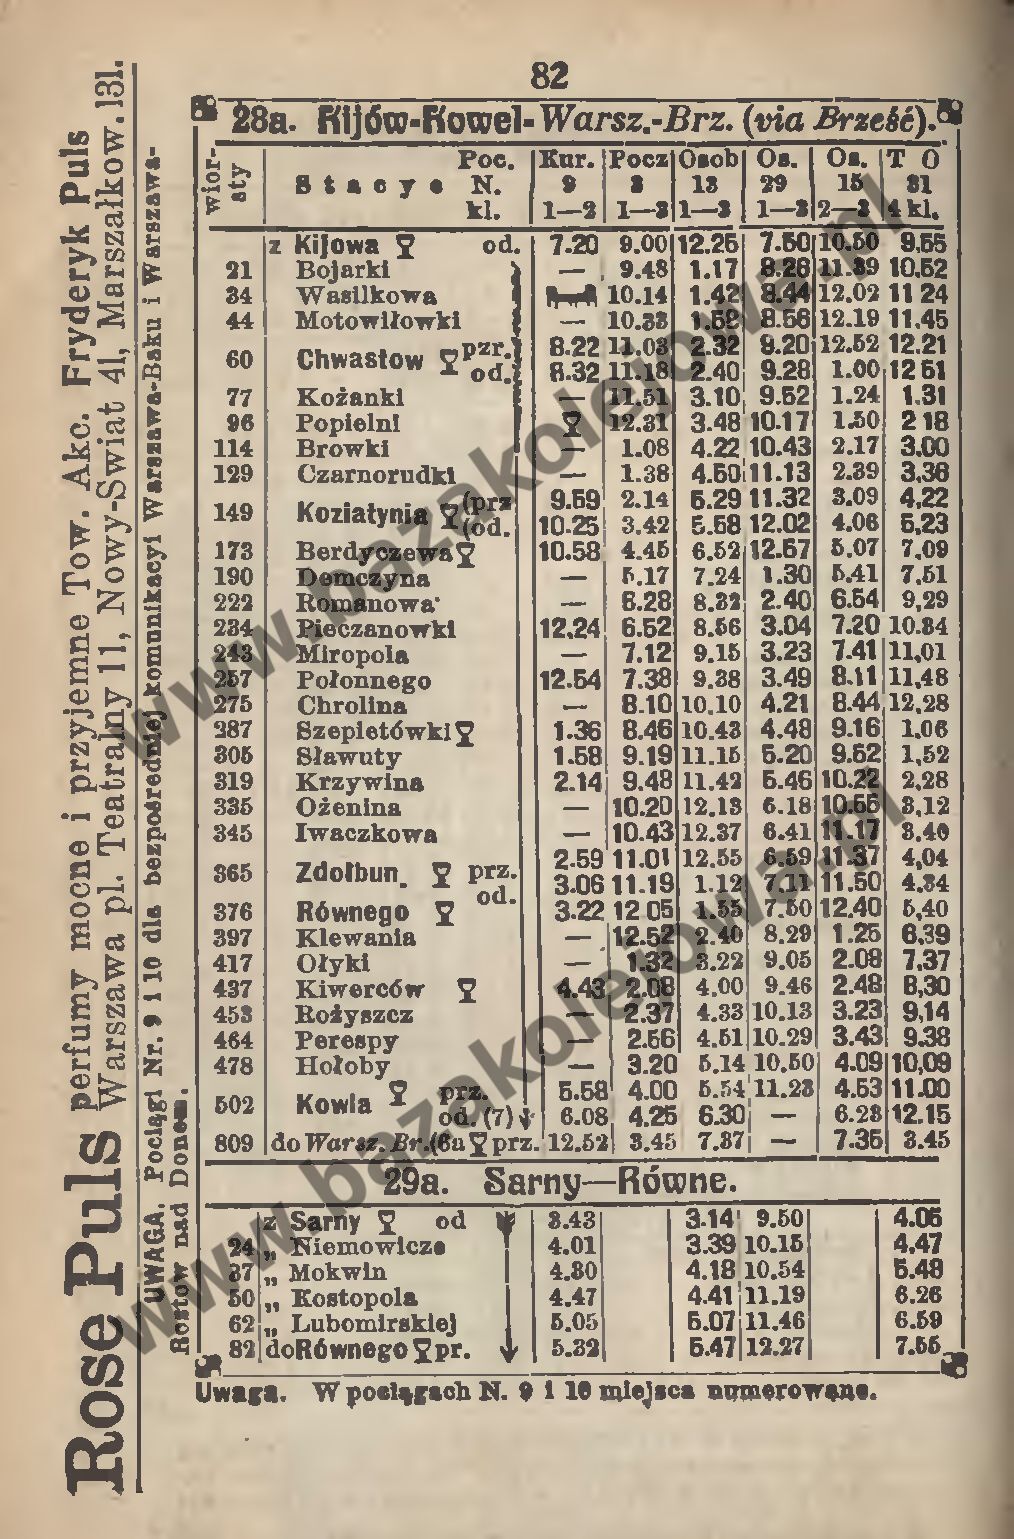 82
28a. Kijów-Kowel-Warsz.-Brz. (via Brześć).
Wior-sty Stacye Poc. N. kl. Kur. 9 1—2 Pocz 3 1—3 Osob 13 1—3 Os. 29 1—3 Os. 15 2—3 T O 31 4 kl.
z Kijowa od. 7.20 9.00 12.25 7.50 10.50 9.55
21 Bojarki — 9.48 1.17 8.28 11.39 10.52
34 Wasilkowa 10.14 1.42 8.44 12.02 11 24
44 Motowiłowki — 10.33 1.58 8.58 12.19 11.45
60 Chwastow pzr. 8.22 11.03 2.32 9.20 12.52 12.21
od. 8.32 11.18 2.40 9.28 1.00 12 51
77 Kożanki — 11.51 3.10 9.52 1.24 1.31
96 Popielni 12.31 3.48 10.17 1.50 2 18
114 Browki — 1.08 4.22 10.43 2.17 3.00
129 Czarnorudki — 1.38 4.50 11.13 2.39 3,36
149 Koziatynia (prz 9.59 2.14 5.29 11.32 3.09 4,22
(od. 10.25 3.42 5.58 12.02 4.06 5,23
173 Berdyczewa 10.58 4.45 6.52 12.57 5.07 7,09
190 Demczyna — 5.17 7.24 1.30 5.41 7,51
222 Romanowa — 6.28 8.32 2.40 6.54 9,29
234 Pieczanowki 12,24 6.52 8.56 3.04 7.20 10.34
243 Miropola — 7.12 9.15 3.23 7.41 11,01
257 Połonnego 12.54 7.38 9.38 3.49 8.11 11,48
275 Chrolina — 8.10 10.10 4.21 8.44 12,28
287 Szepietówki 1.36 8.46 10.43 4.48 9.16 1,06
305 Sławuty 1.58 9.19 11.15 5.20 9.52 1,52
319 Krzywina 2.14 9.48 11.42 5.46 10.22 2,28
335 Ożenina — 10.20 12.13 6.18 10.55 3,12
345 Iwaczkowa — 10.43 12.37 6.41 11.17 3.40
365 Zdołbun. prz. 2.59 11.01 12.55 6.59 11.37 4,04
od. 3.06 11.19 1.12 7.11 11.50 4.34
376 Równego 3.22 12 05 1.55 7.50 12.40 5,40
397 Klewania — 12.52 2.40 8.29 1.25 6.39
417 Ołyki — 1.32 3.22 9.05 2.08 7.37
437 Kiwerców 4.43 2.08 4.00 9.46 2.48 8,30
453 Rożyszcz — 2.37 4.33 10.13 3.23 9,14
464 Perespy — 2.56 4.51 10.29 3.43 9.38
478 Hołoby — 3.20 5.14 10.50 4.09 10,09
502 Kowla prz. 5.58 4.00 5.54 11.23 4.53 11.00
od. (7) 6.08 4.25 6.30 — 6.23 12.15
809 do Warsz. Br. (6a prz. 12.52 3.45 7.37 — 7.35 3.45
29a. Sarny—Równe.
z Sarny od 3.43 3.14 9.50 4.05
24 „ Niemowicze 4.01 3.39 10.15 4.47
37 „ Mokwin 4.30 4.18 10.54 5.48
50 „ Kostopola 4.47 4.41 11.19 6.26
62 „ Lubomirskiej 5.05 5.07 11.46 6.59
82 do Równego pr. 5.32 5.47 12.27 7.55
Uwaga. W pociągach N. 9 i 10 miejsca numerowane.
Rose Puls perfumy mocne i przyjemne Tow. Akc. Fryderyk Puls
Warszawa pl. Teatralny 11, Nowy-Świat 41, Marszałkow. 131.
UWAGA. Pociągi Nr. 9 i 10 dla bezpośredniej komunikacyi Warszawa-Baku i Warszawa-
Rostow nad Donem.
www.bazakolejowa.pl
www.bazakolejowa.pl